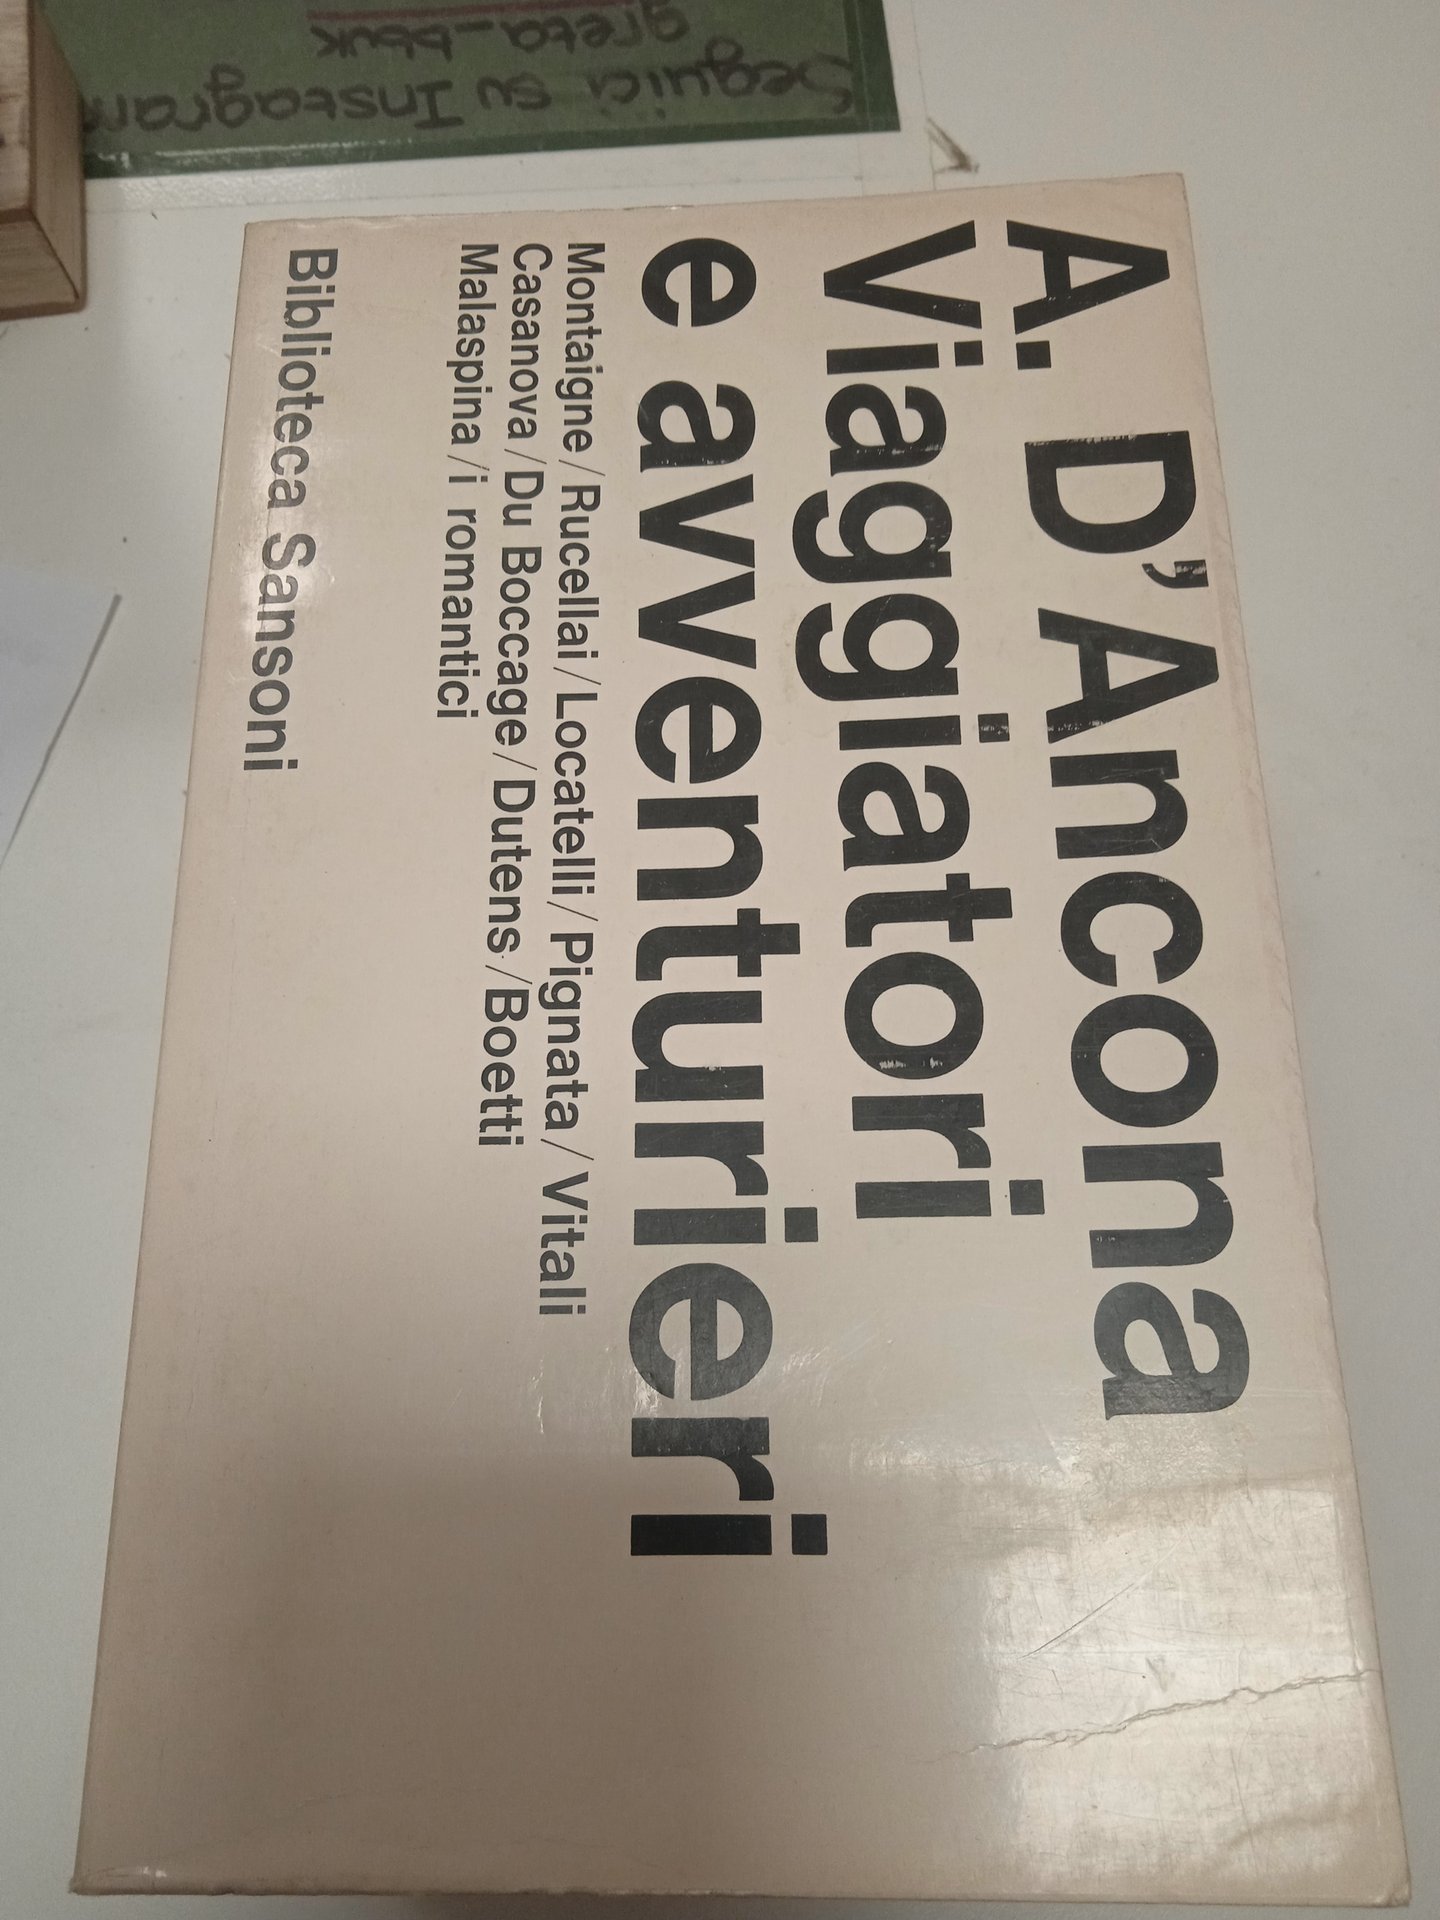 A. D'Ancona
Viaggiatori
e avventurieri
Montaigne / Rucellai / Locatelli / Pignata / Vitali
Casanova / Du Boccage / Dutens / Boetti
Malaspina / i romantici
Biblioteca Sansoni
Seguici su Instagram
greta_bbuk